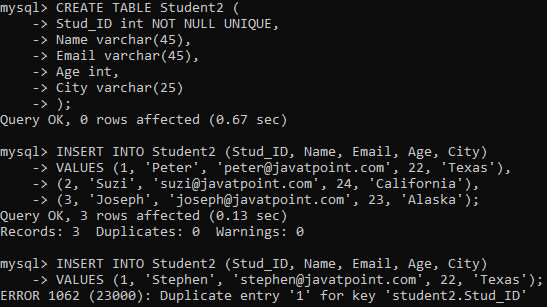 mysql> CREATE TABLE Student2 (
    -> Stud_ID int NOT NULL UNIQUE,
    -> Name varchar(45),
    -> Email varchar(45),
    -> Age int,
    -> City varchar(25)
    -> );
Query OK, 0 rows affected (0.67 sec)

mysql> INSERT INTO Student2 (Stud_ID, Name, Email, Age, City)
    -> VALUES (1, 'Peter', 'peter@javatpoint.com', 22, 'Texas'),
    -> (2, 'Suzi', 'suzi@javatpoint.com', 24, 'California'),
    -> (3, 'Joseph', 'joseph@javatpoint.com', 23, 'Alaska');
Query OK, 3 rows affected (0.13 sec)
Records: 3  Duplicates: 0  Warnings: 0

mysql> INSERT INTO Student2 (Stud_ID, Name, Email, Age, City)
    -> VALUES (1, 'Stephen', 'stephen@javatpoint.com', 22, 'Texas');
ERROR 1062 (23000): Duplicate entry '1' for key 'student2.Stud_ID'